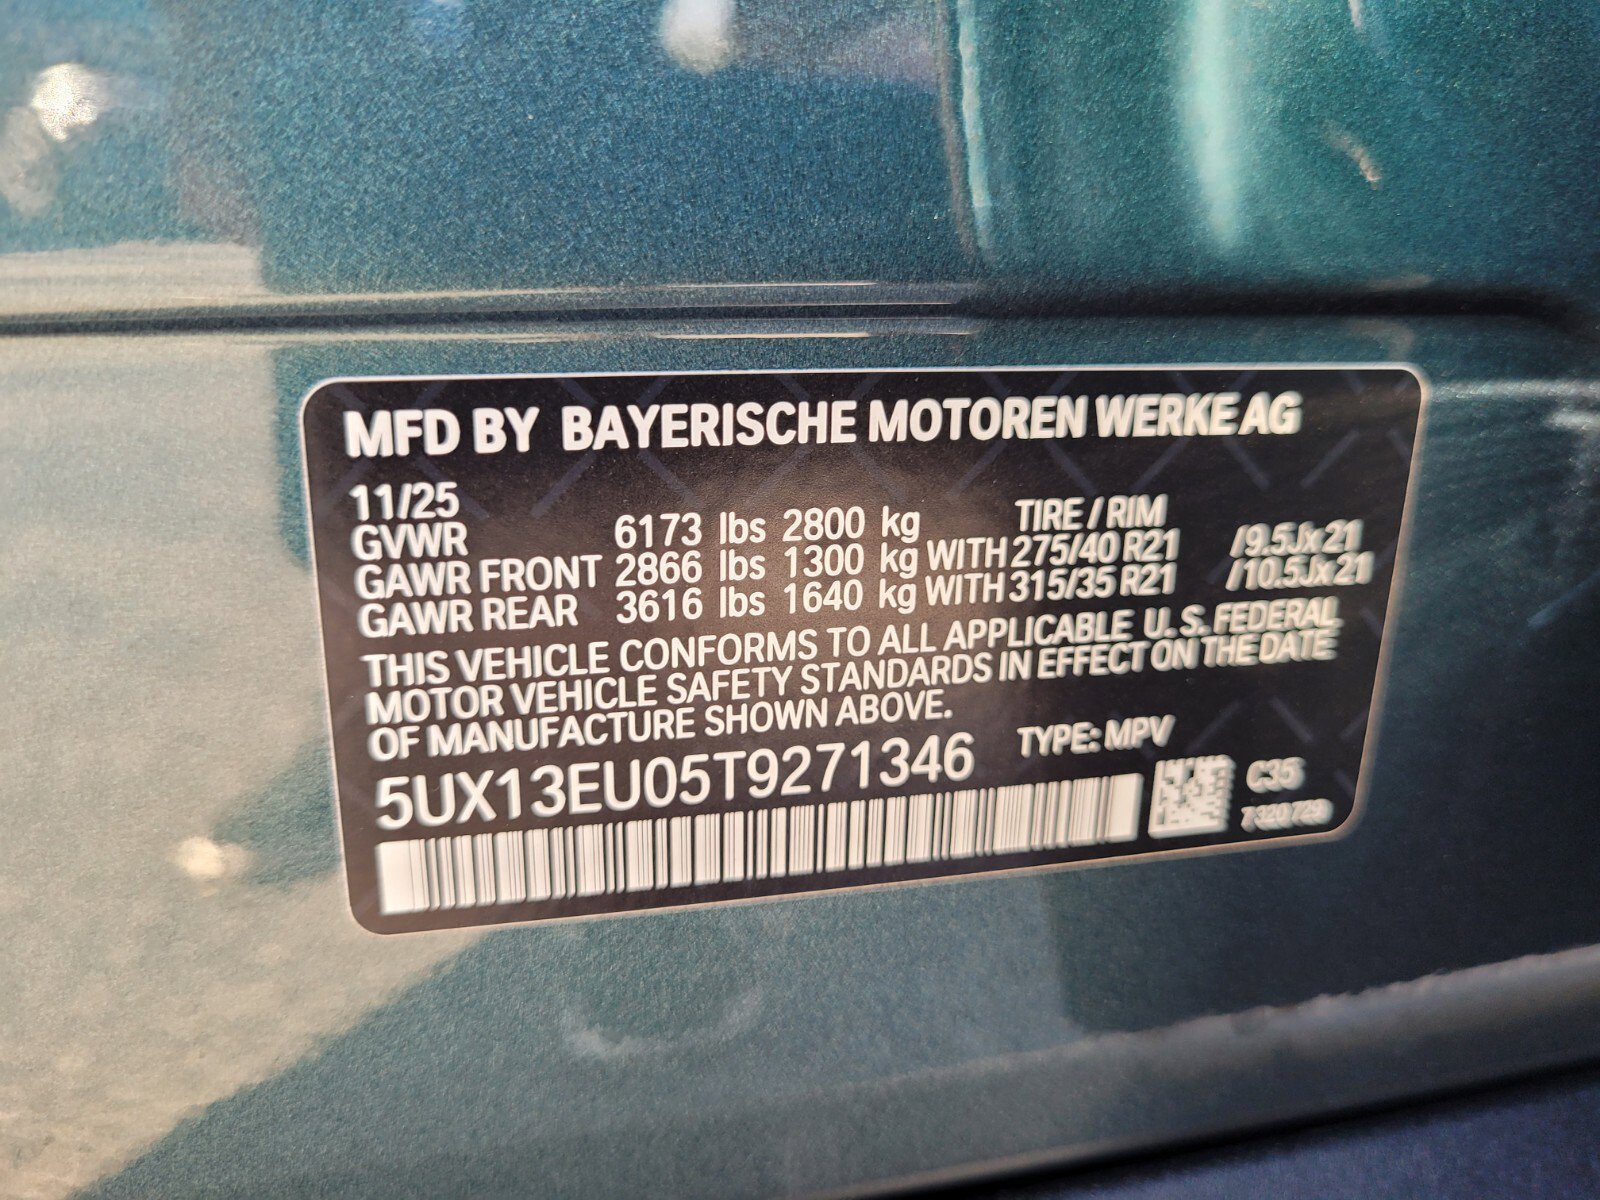 MFD BY BAYERISCHE MOTOREN WERKE AG
11/25 TIRE / RIM
GVWR 6173 lbs 2800 kg
GAWR FRONT 2866 lbs 1300 kg WITH 275/40 R21 /9.5Jx21
GAWR REAR 3616 lbs 1640 kg WITH 315/35 R21 /10.5Jx21
THIS VEHICLE CONFORMS TO ALL APPLICABLE U.S. FEDERAL
MOTOR VEHICLE SAFETY STANDARDS IN EFFECT ON THE DATE
OF MANUFACTURE SHOWN ABOVE.
5UX13EU05T9271346 TYPE: MPV
C35
7320729